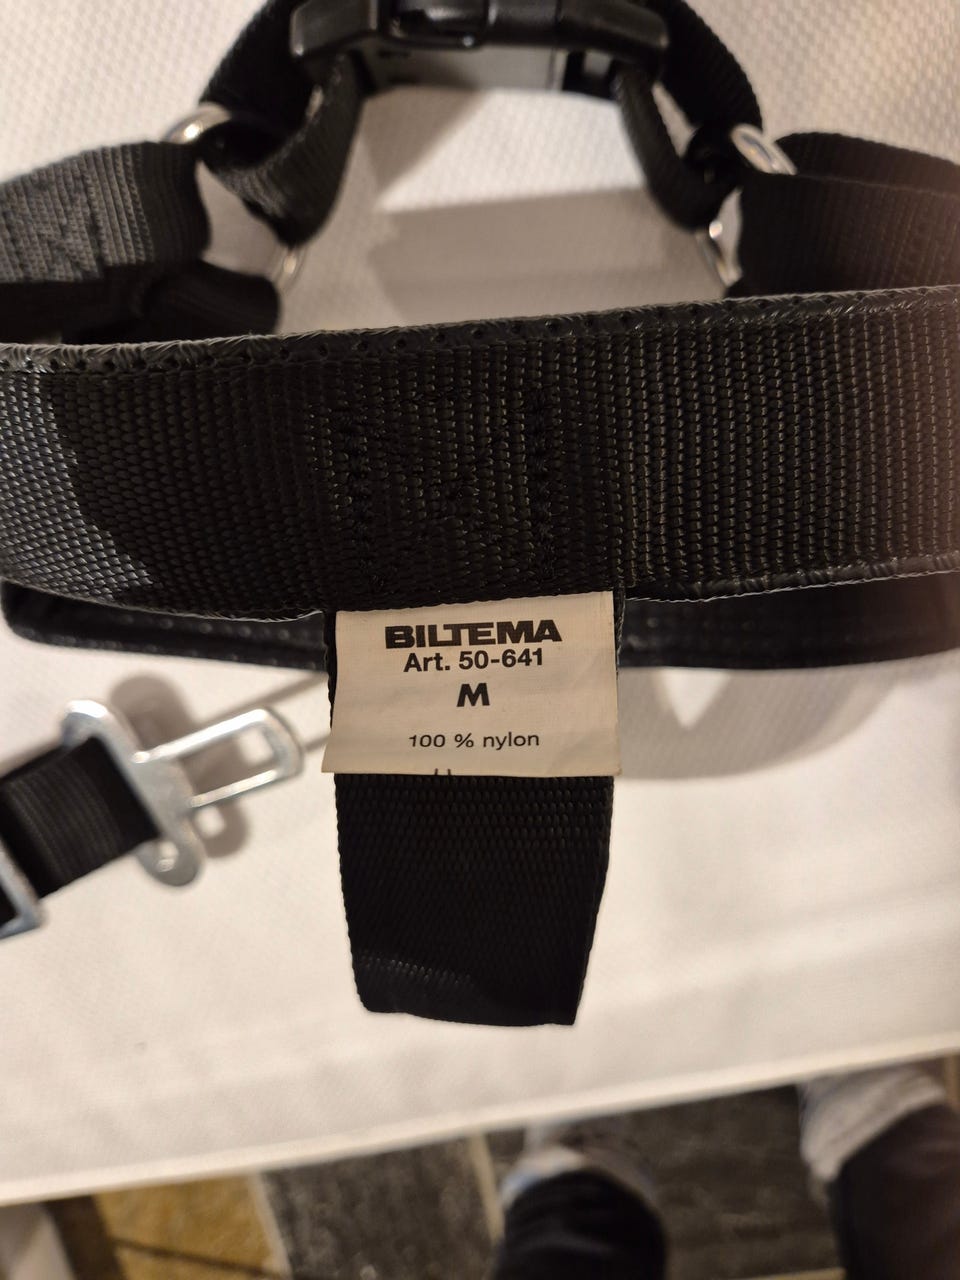 BILTEMA
Art. 50-641
M
100 % nylon